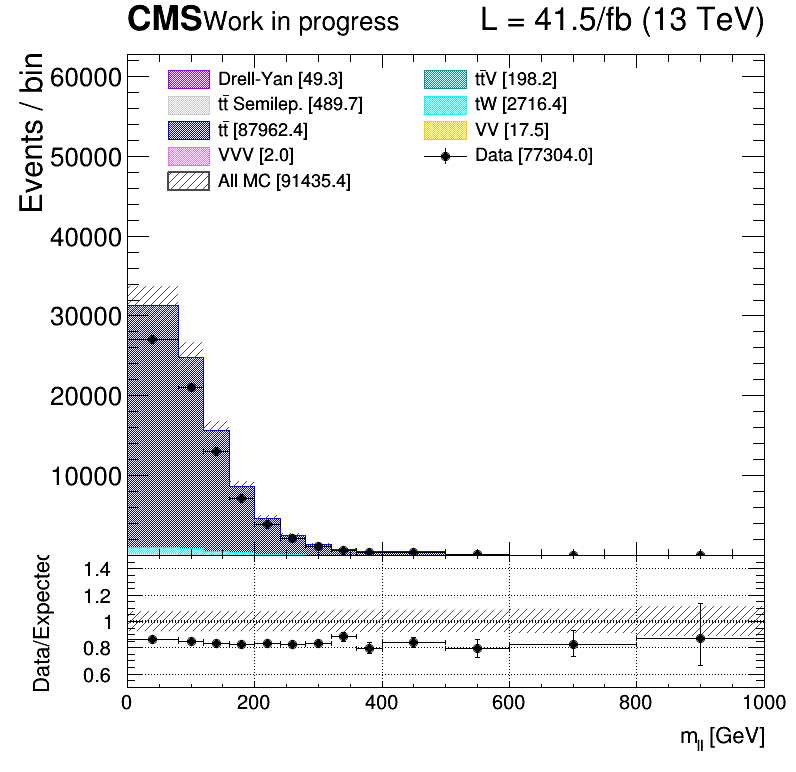 CMS Work in progress L = 41.5/fb (13 TeV)
Events / bin
60000
50000
40000
30000
20000
10000
Drell-Yan [49.3]
tt̄ Semilep. [489.7]
tt̄ [87962.4]
VVV [2.0]
All MC [91435.4]
tt̄V [198.2]
tW [2716.4]
VV [17.5]
Data [77304.0]
Data/Expected
1.4
1.2
1
0.8
0.6
0 200 400 600 800 1000
m_ll [GeV]